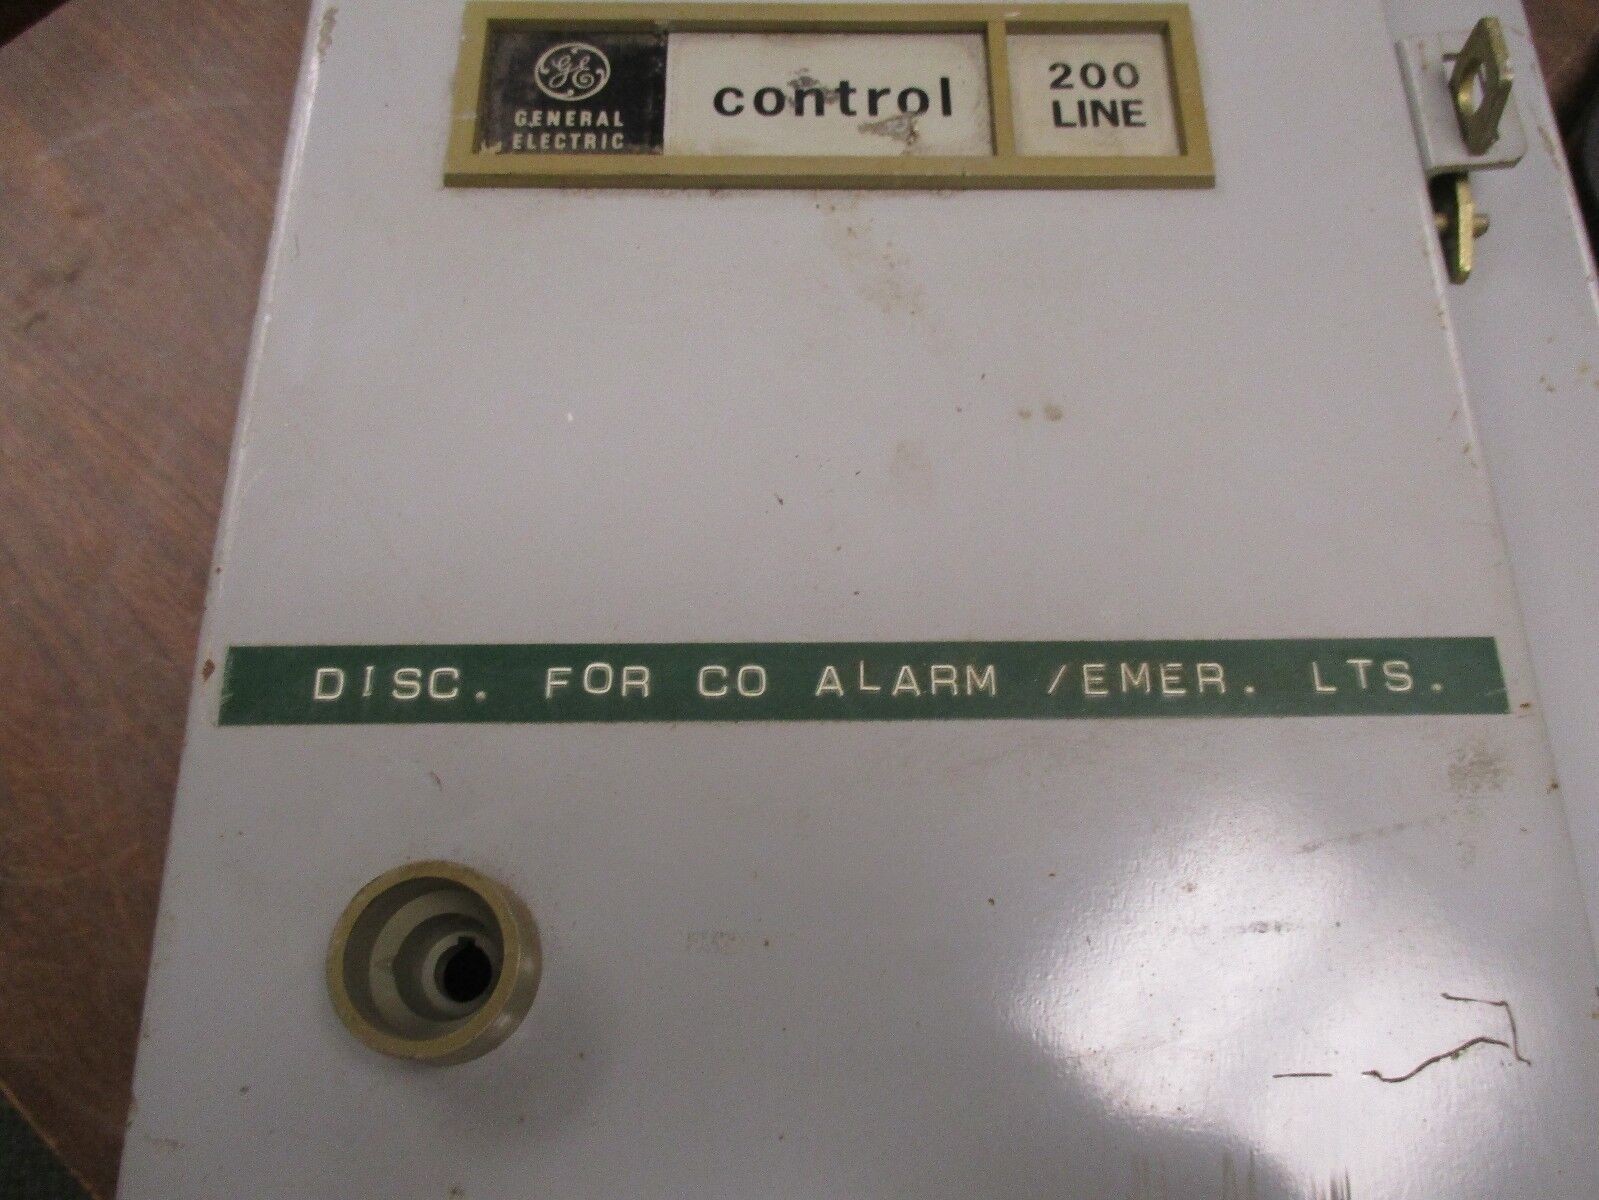 GE
GENERAL
ELECTRIC
control
200
LINE
DISC. FOR CO ALARM /EMER. LTS.